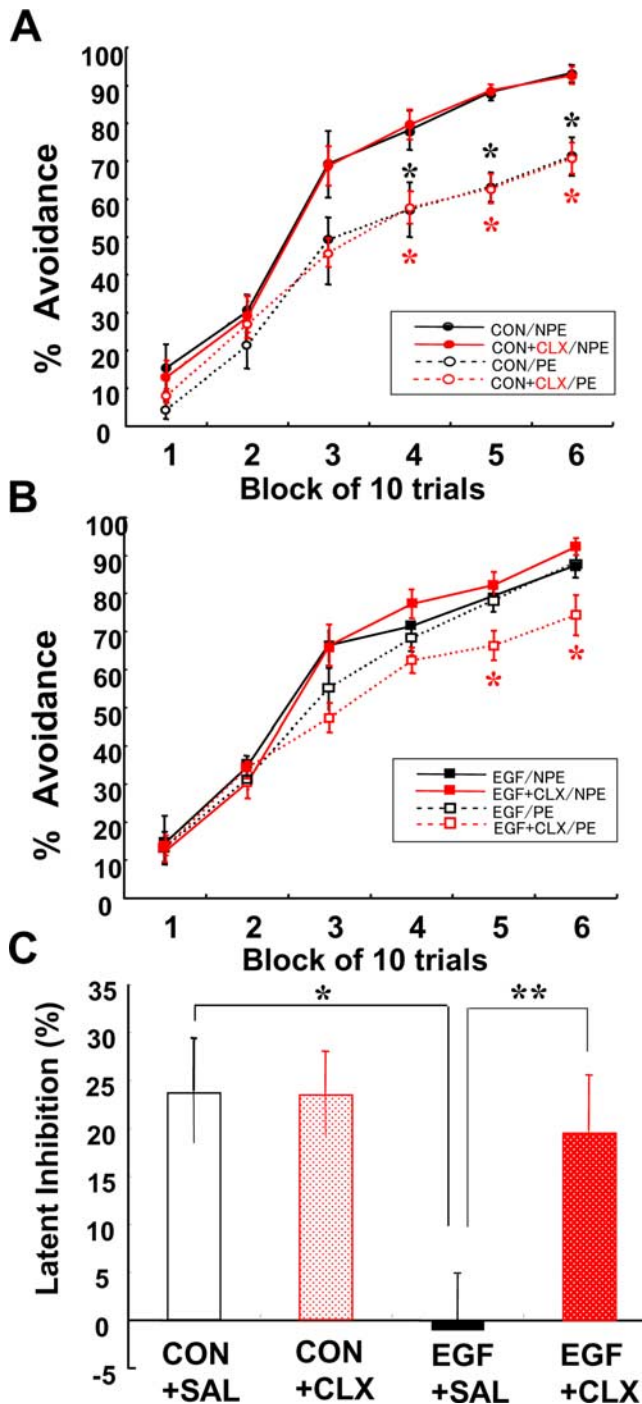 A
100
90
80
70
60
50
40
30
20
10
0
% Avoidance
* * *
* * *
CON/NPE
CON+CLX/NPE
CON/PE
CON+CLX/PE
1 2 3 4 5 6
Block of 10 trials
B
100
90
80
70
60
50
40
30
20
10
0
% Avoidance
* *
EGF/NPE
EGF+CLX/NPE
EGF/PE
EGF+CLX/PE
1 2 3 4 5 6
Block of 10 trials
C
35
30
25
20
15
10
5
0
-5
Latent Inhibition (%)
* **
CON CON EGF EGF
+SAL +CLX +SAL +CLX